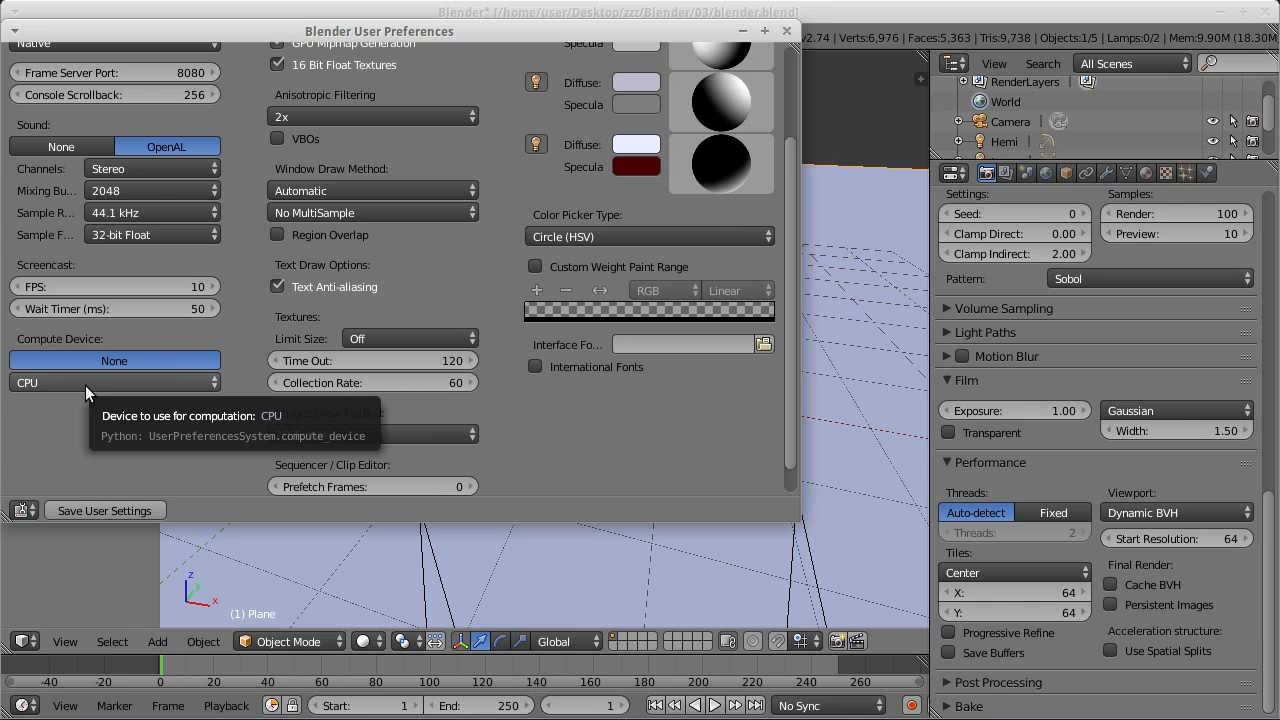 Blender* [/home/user/Desktop/zzz/Blender/03/blender.blend]
Blender User Preferences
v2.74 | Verts:6,976 | Faces:5,363 | Tris:9,738 | Objects:1/5 | Lamps:0/2 | Mem:9.90M (18.30M
Native
Frame Server Port: 8080
Console Scrollback: 256
Sound:
None OpenAL
Channels: Stereo
Mixing Bu... 2048
Sample R... 44.1 kHz
Sample F... 32-bit Float
Screencast:
FPS: 10
Wait Timer (ms): 50
Compute Device:
None
CPU
Device to use for computation: CPU
Python: UserPreferencesSystem.compute_device
GPU Mipmap Generation
16 Bit Float Textures
Anisotropic Filtering
2x
VBOs
Window Draw Method:
Automatic
No MultiSample
Region Overlap
Text Draw Options:
Text Anti-aliasing
Textures:
Limit Size: Off
Time Out: 120
Collection Rate: 60
Sequencer / Clip Editor:
Prefetch Frames: 0
Specula
Diffuse:
Specula
Diffuse:
Specula
Color Picker Type:
Circle (HSV)
Custom Weight Paint Range
RGB Linear
Interface Fo...
International Fonts
Save User Settings
View Search All Scenes
RenderLayers |
World
Camera |
Hemi |
Settings:
Seed: 0
Clamp Direct: 0.00
Clamp Indirect: 2.00
Samples:
Render: 100
Preview: 10
Pattern: Sobol
Volume Sampling
Light Paths
Motion Blur
Film
Exposure: 1.00
Transparent
Gaussian
Width: 1.50
Performance
Threads:
Auto-detect Fixed
Threads: 2
Tiles:
Center
X: 64
Y: 64
Progressive Refine
Save Buffers
Viewport:
Dynamic BVH
Start Resolution: 64
Final Render:
Cache BVH
Persistent Images
Acceleration structure:
Use Spatial Splits
Post Processing
Bake
z
y
x
(1) Plane
View Select Add Object Object Mode Global
-40 -20 0 20 40 60 80 100 120 140 160 180 200 220 240 260
View Marker Frame Playback Start: 1 End: 250 1 No Sync